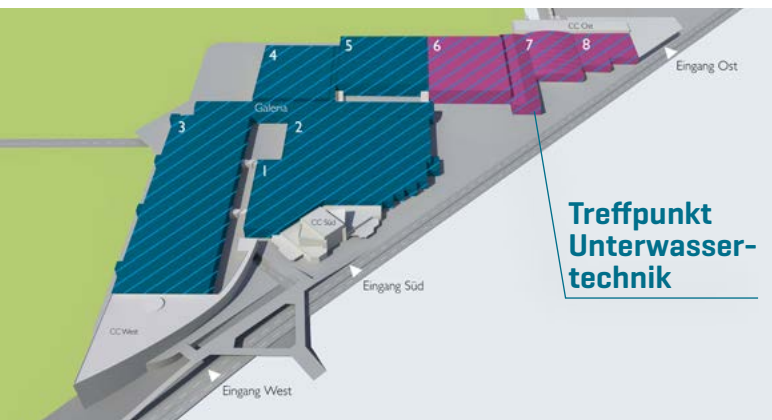 CC Ost
5
6
7
8
4
Eingang Ost
Galeria
3
2
1
Treffpunkt
Unterwasser-
technik
CC Süd
Eingang Süd
CC West
Eingang West